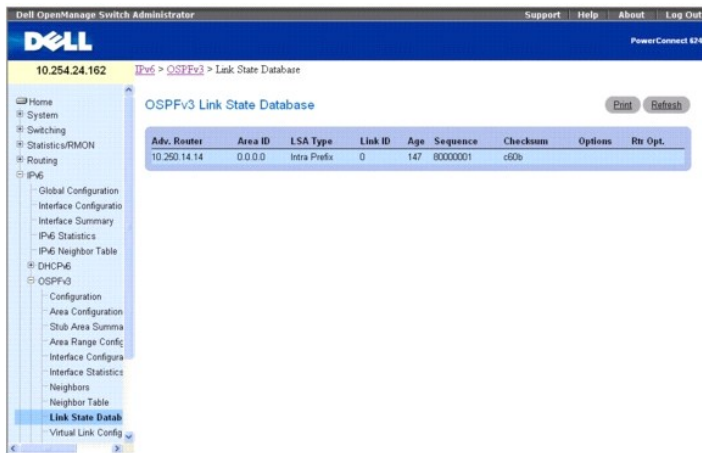 Dell OpenManage Switch Administrator Support Help About Log Out
DELL
PowerConnect 624
10.254.24.162
IPv6 > OSPFv3 > Link State Database
OSPFv3 Link State Database
Print Refresh
Adv. Router Area ID LSA Type Link ID Age Sequence Checksum Options Rtr Opt.
10.250.14.14 0.0.0.0 Intra Prefix 0 147 80000001 c60b
Home
System
Switching
Statistics/RMON
Routing
IPv6
Global Configuration
Interface Configuratio
Interface Summary
IPv6 Statistics
IPv6 Neighbor Table
DHCPv6
OSPFv3
Configuration
Area Configuration
Stub Area Summa
Area Range Config
Interface Configura
Interface Statistics
Neighbors
Neighbor Table
Link State Datab
Virtual Link Config